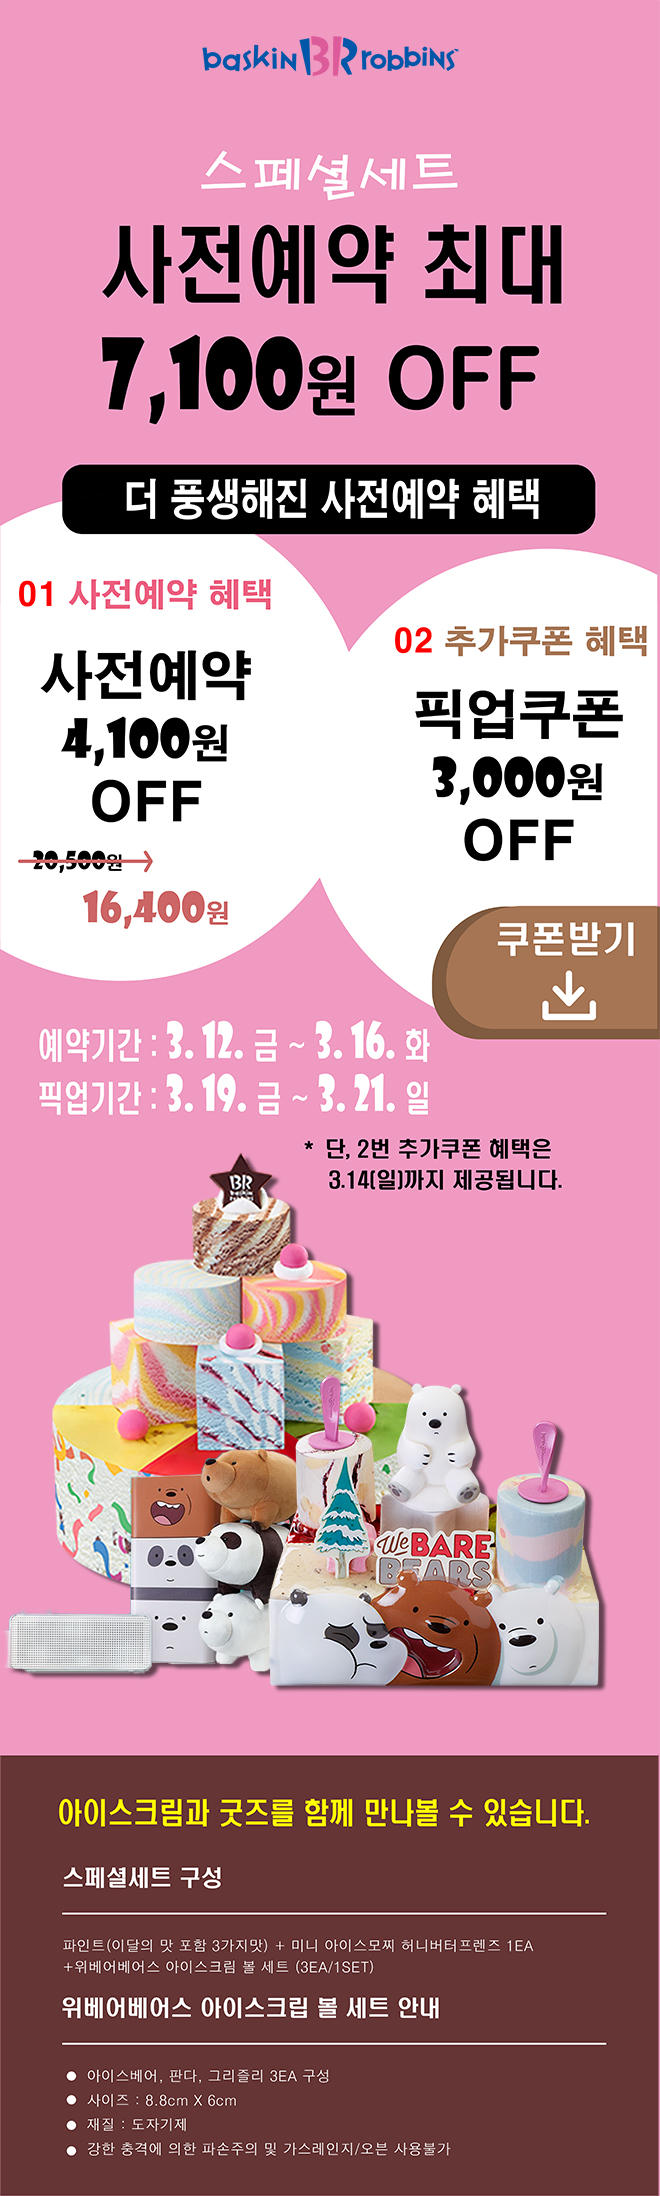 baskin BR robbins
스페셜세트
사전예약 최대
7,100원 OFF
더 풍생해진 사전예약 혜택
01 사전예약 혜택
사전예약
4,100원
OFF
20,500원
16,400원
02 추가쿠폰 혜택
픽업쿠폰
3,000원
OFF
쿠폰받기
예약기간 : 3. 12. 금 ~ 3. 16. 화
픽업기간 : 3. 19. 금 ~ 3. 21. 일
* 단, 2번 추가쿠폰 혜택은
3.14(일)까지 제공됩니다.
BR
We BARE
BEARS
아이스크림과 굿즈를 함께 만나볼 수 있습니다.
스페셜세트 구성
파인트(이달의 맛 포함 3가지맛) + 미니 아이스모찌 허니버터프렌즈 1EA
+위베어베어스 아이스크림 볼 세트 (3EA/1SET)
위베어베어스 아이스크립 볼 세트 안내
● 아이스베어, 판다, 그리즐리 3EA 구성
● 사이즈 : 8.8cm X 6cm
● 재질 : 도자기제
● 강한 충격에 의한 파손주의 및 가스레인지/오븐 사용불가